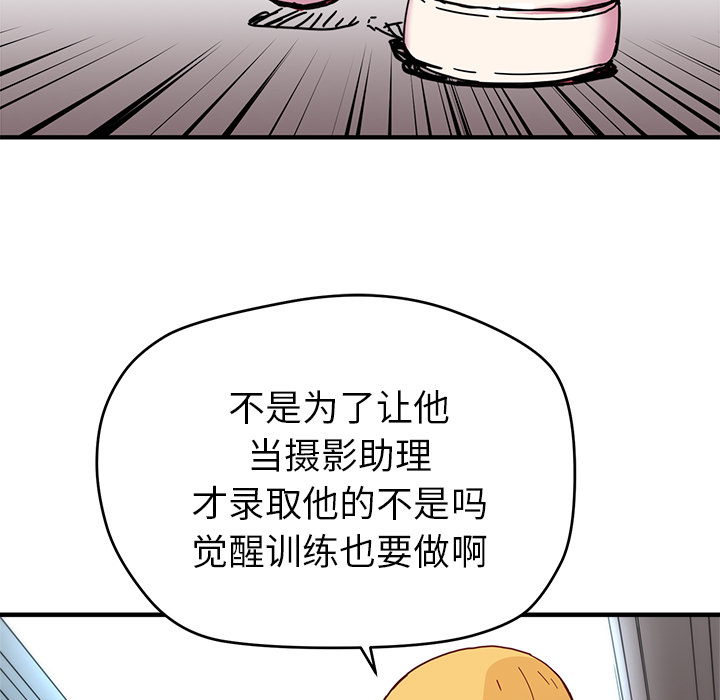 不是为了让他
当摄影助理
才录取他的不是吗
觉醒训练也要做啊